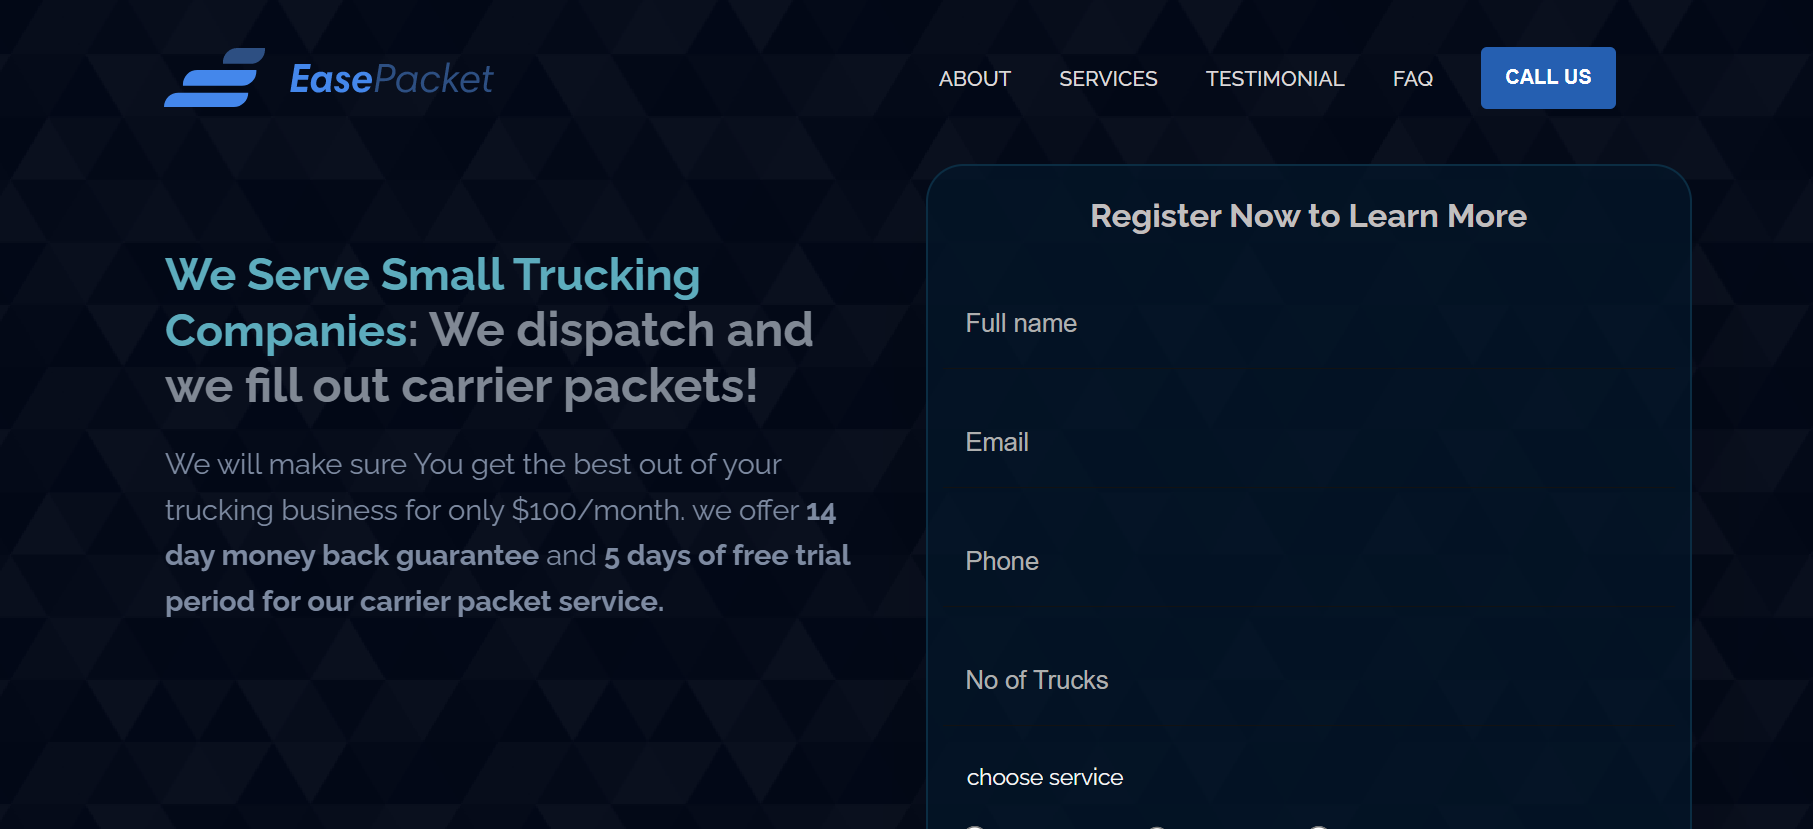 EasePacket
ABOUT SERVICES TESTIMONIAL FAQ CALL US
We Serve Small Trucking
Companies: We dispatch and
we fill out carrier packets!
We will make sure You get the best out of your
trucking business for only $100/month. we offer 14
day money back guarantee and 5 days of free trial
period for our carrier packet service.
Register Now to Learn More
Full name
Email
Phone
No of Trucks
choose service